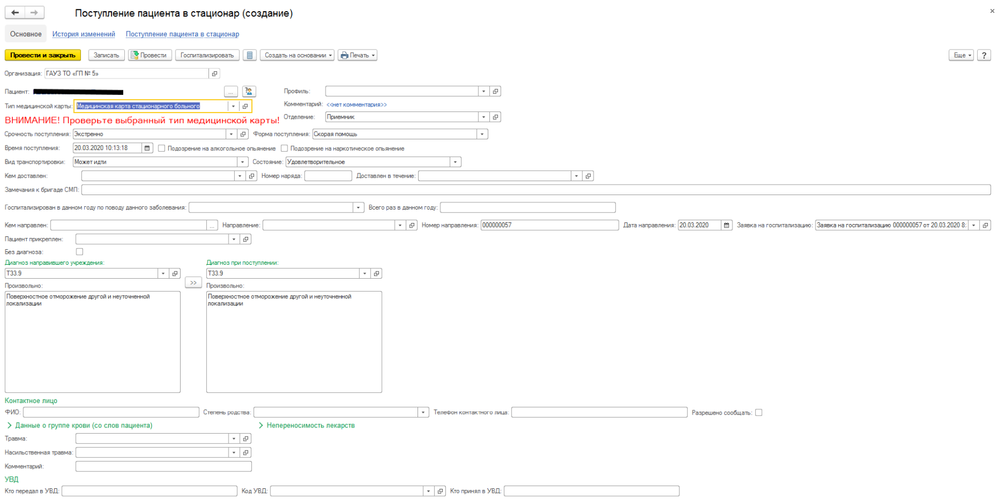 Поступление пациента в стационар (создание)
Основное История изменений Поступление пациента в стационар
Провести и закрыть Записать Провести Госпитализировать Создать на основании Печать Еще ?
Организация: ГАУЗ ТО «ГП № 5»
Пациент: ... Профиль:
Тип медицинской карты: Медицинская карта стационарного больного Комментарий: <<нет комментария>>
ВНИМАНИЕ! Проверьте выбранный тип медицинской карты! Отделение: Приемник
Срочность поступления: Экстренно Форма поступления: Скорая помощь
Время поступления: 20.03.2020 10:13:18 Подозрение на алкогольное опьянение Подозрение на наркотическое опьянение
Вид транспортировки: Может идти Состояние: Удовлетворительное
Кем доставлен: Номер наряда: Доставлен в течение:
Замечания к бригаде СМП:
Госпитализирован в данном году по поводу данного заболевания: Всего раз в данном году:
Кем направлен: ... Направление: Номер направления: 000000057 Дата направления: 20.03.2020 Заявка на госпитализацию: Заявка на госпитализацию 000000057 от 20.03.2020 8:
Пациент прикреплен:
Без диагноза:
Диагноз направившего учреждения: Диагноз при поступлении:
T33.9 T33.9
Произвольно: >> Произвольно:
Поверхностное отморожение другой и неуточненной Поверхностное отморожение другой и неуточненной
локализации локализации
Контактное лицо
ФИО: Степень родства: Телефон контактного лица: Разрешено сообщать:
Данные о группе крови (со слов пациента) Непереносимость лекарств
Травма:
Насильственная травма:
Комментарий:
УВД
Кто передал в УВД: Код УВД: Кто принял в УВД: